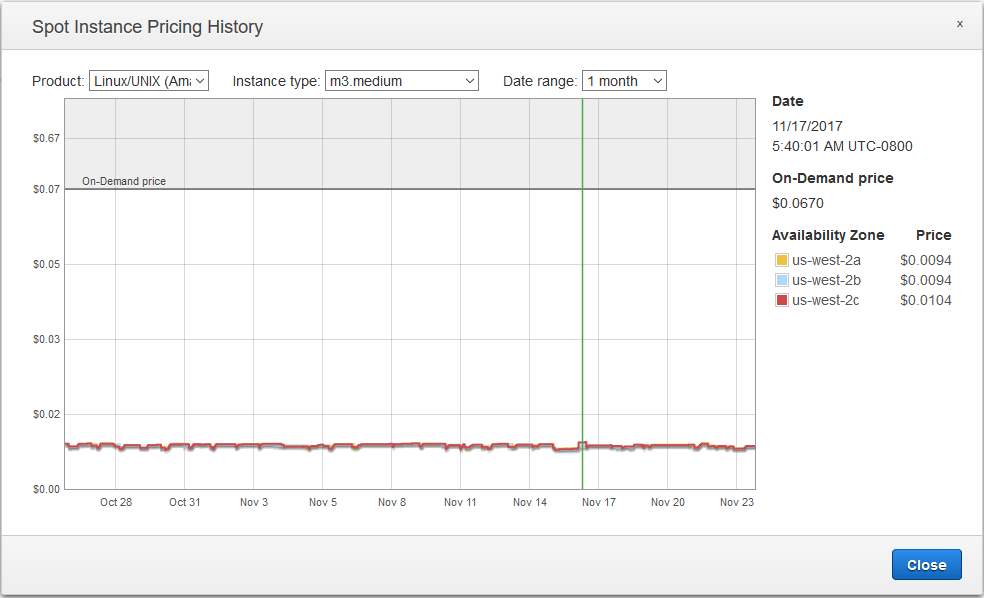 Spot Instance Pricing History
x
Product: Linux/UNIX (Ama Instance type: m3.medium Date range: 1 month
$0.67
On-Demand price
$0.07
$0.05
$0.03
$0.02
$0.00
Oct 28 Oct 31 Nov 3 Nov 5 Nov 8 Nov 11 Nov 14 Nov 17 Nov 20 Nov 23
Date
11/17/2017
5:40:01 AM UTC-0800
On-Demand price
$0.0670
Availability Zone Price
us-west-2a $0.0094
us-west-2b $0.0094
us-west-2c $0.0104
Close